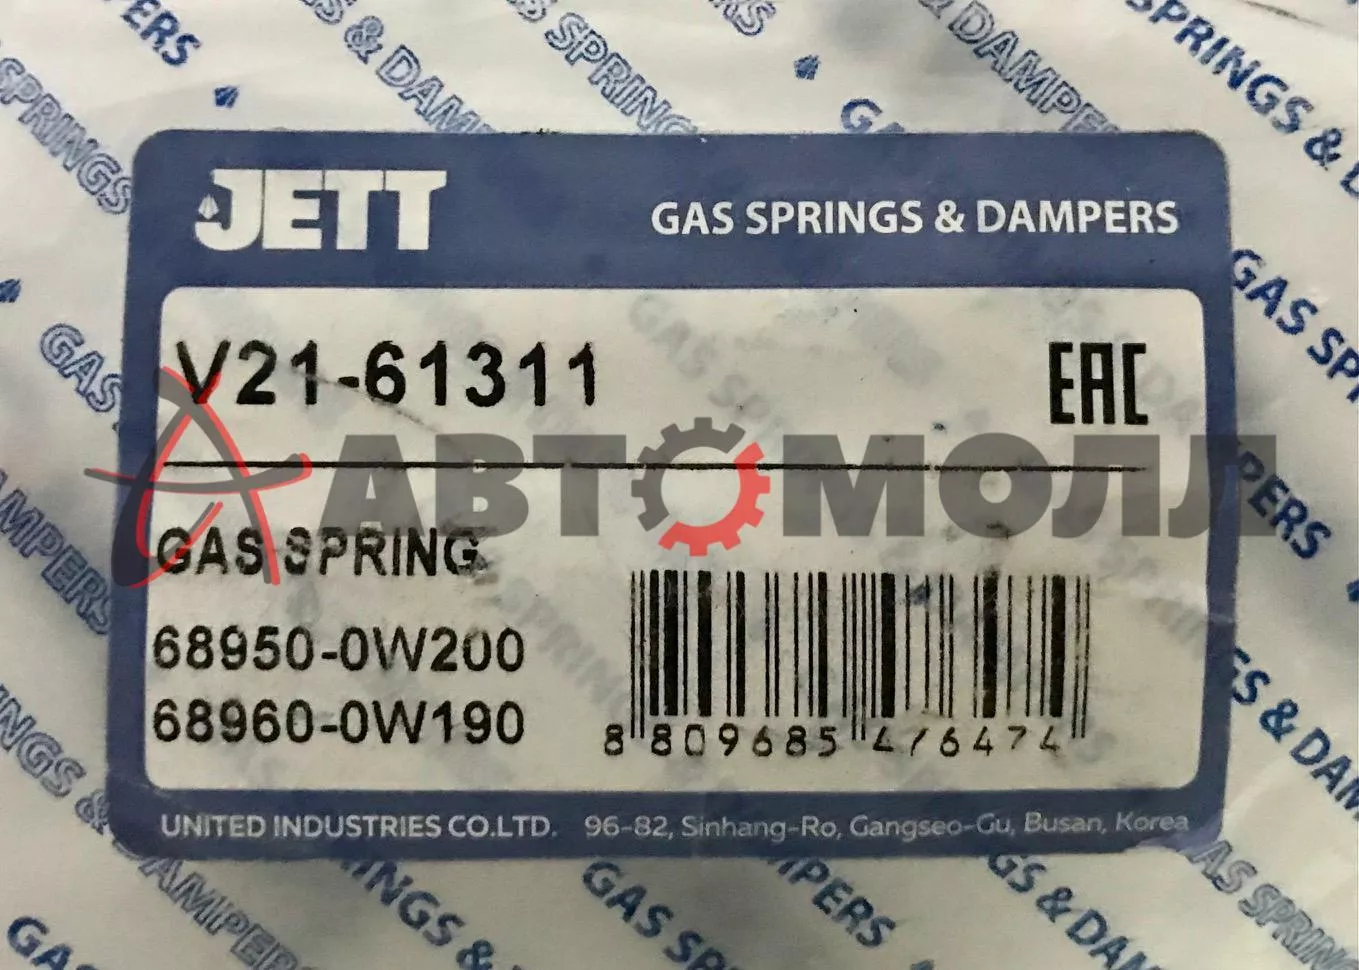 JETT
GAS SPRINGS & DAMPERS
V21-61311
EAC
АВТОМОЛЛ
GAS SPRING
68950-0W200
68960-0W190
8 809685 476474
UNITED INDUSTRIES CO.LTD. 96-82, Sinhang-Ro, Gangseo-Gu, Busan, Korea